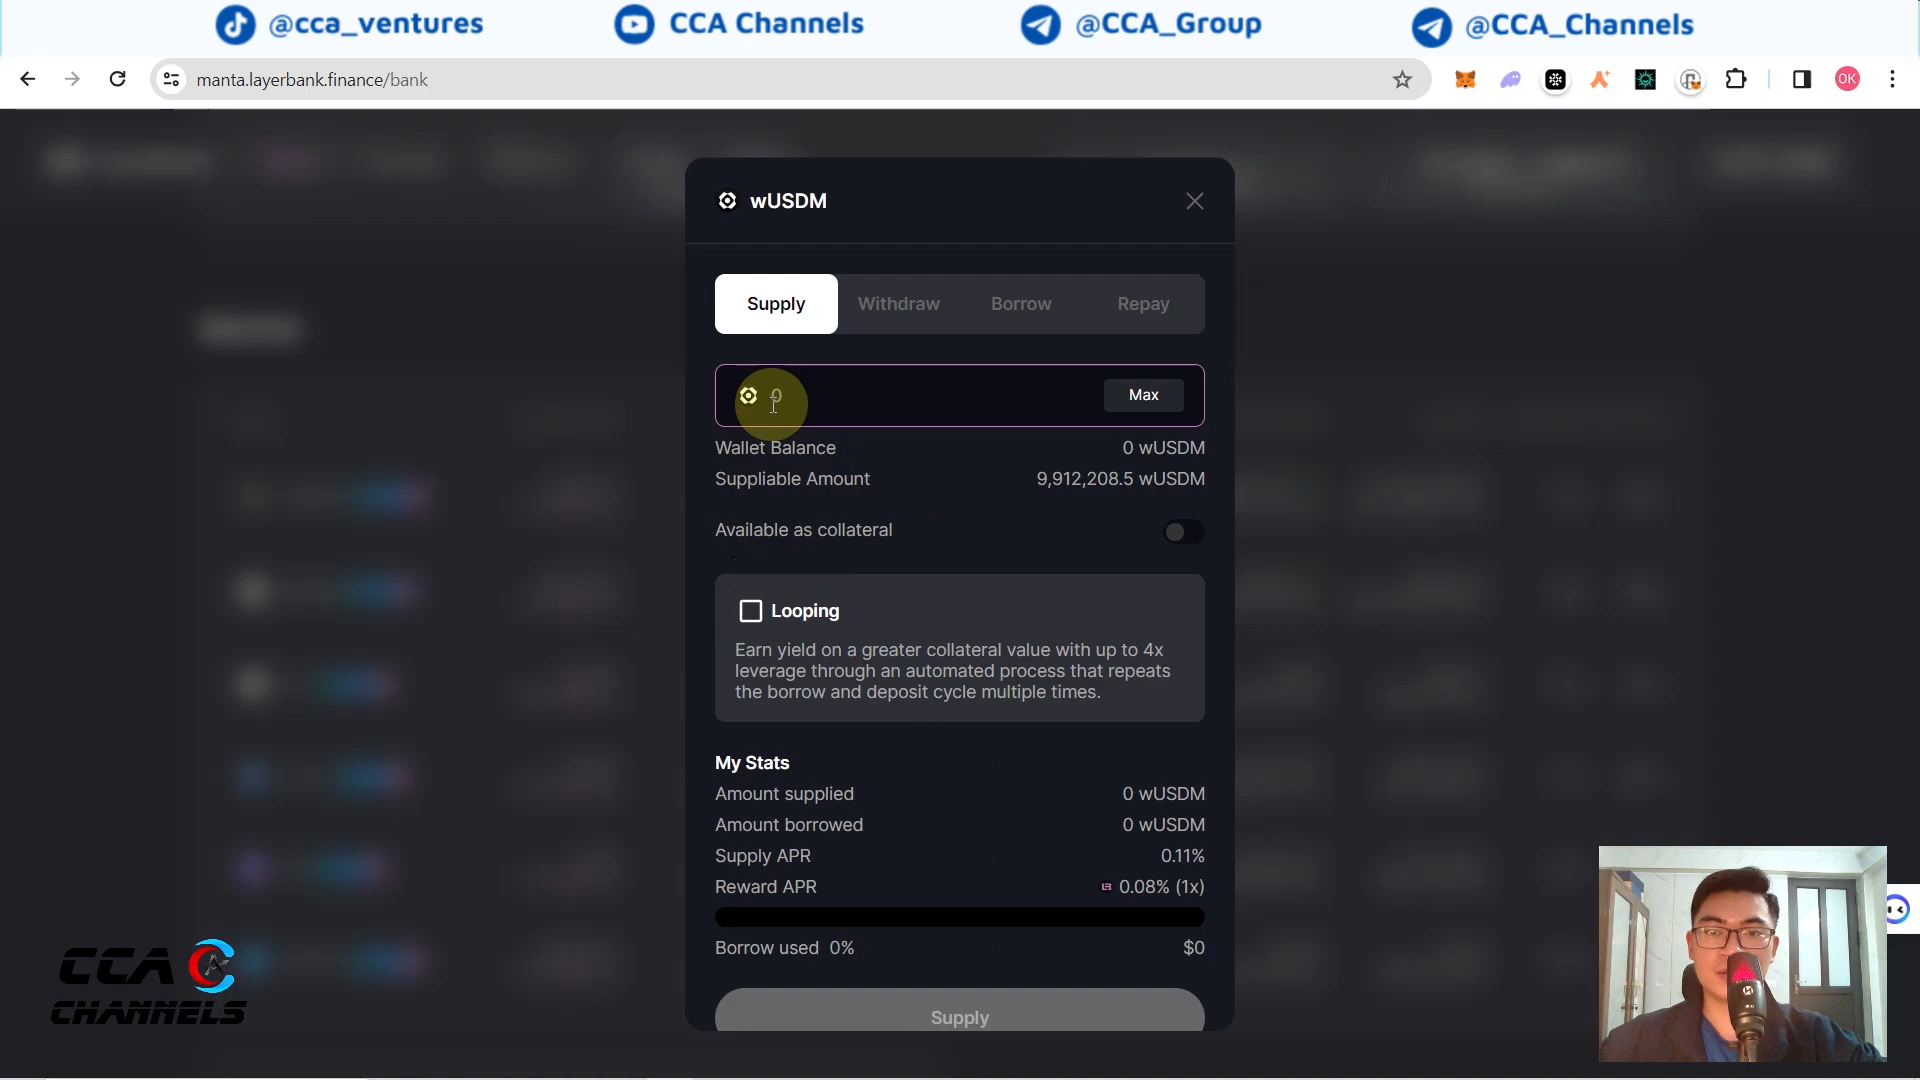 @cca_ventures CCA Channels @CCA_Group @CCA_Channels
manta.layerbank.finance/bank
OK
wUSDM
Supply Withdraw Borrow Repay
0 Max
Wallet Balance 0 wUSDM
Suppliable Amount 9,912,208.5 wUSDM
Available as collateral
Looping
Earn yield on a greater collateral value with up to 4x
leverage through an automated process that repeats
the borrow and deposit cycle multiple times.
My Stats
Amount supplied 0 wUSDM
Amount borrowed 0 wUSDM
Supply APR 0.11%
Reward APR 0.08% (1x)
Borrow used 0% $0
Supply
CCA
CHANNELS